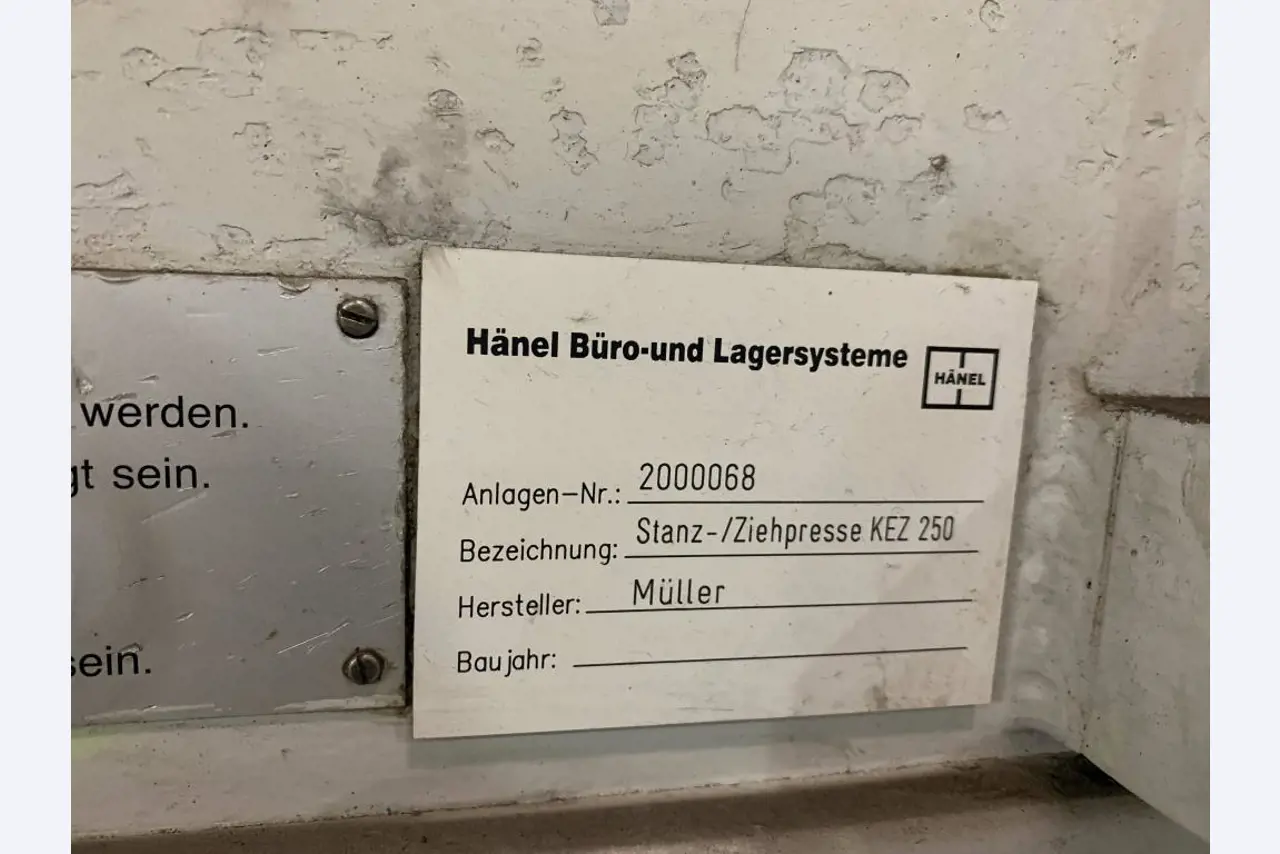 werden.
gt sein.
sein.
Hänel Büro-und Lagersysteme
HÄNEL
Anlagen-Nr.: 2000068
Bezeichnung: Stanz-/Ziehpresse KEZ 250
Hersteller: Müller
Baujahr: